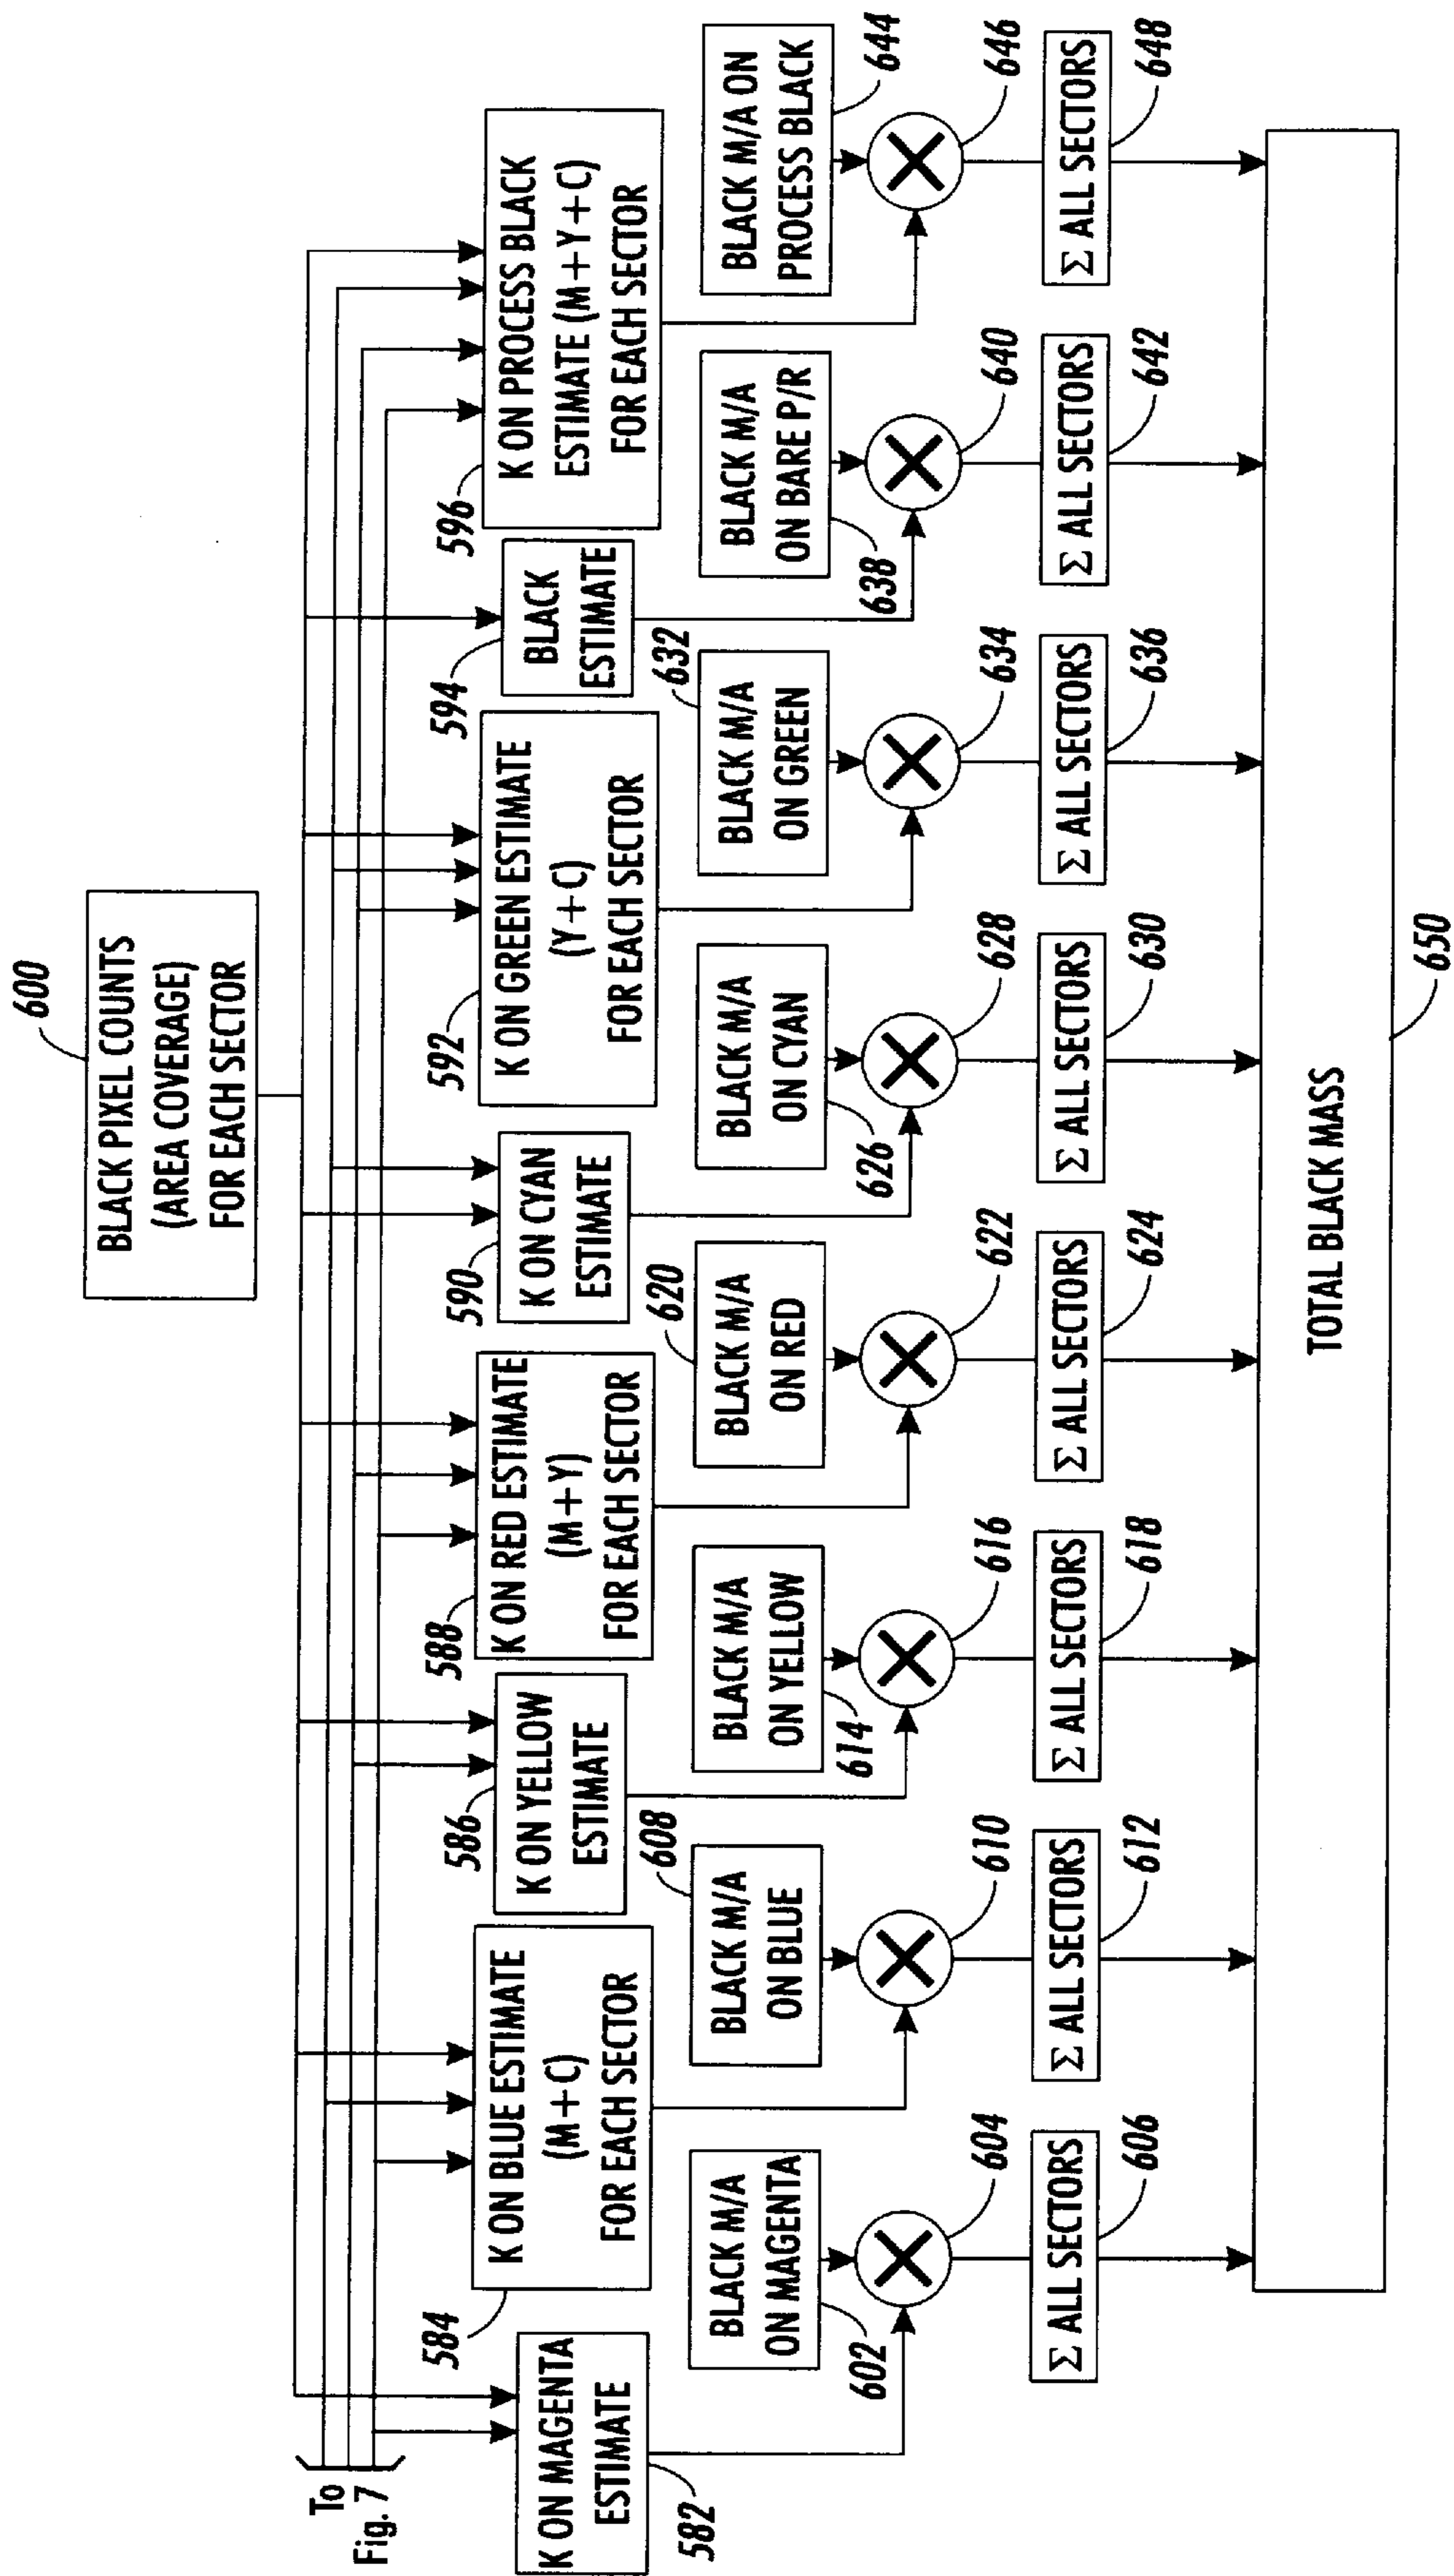 600
BLACK PIXEL COUNTS
(AREA COVERAGE)
FOR EACH SECTOR
To
Fig. 7
582
K ON MAGENTA
ESTIMATE
584
K ON BLUE ESTIMATE
(M+C)
FOR EACH SECTOR
586
K ON YELLOW
ESTIMATE
588
K ON RED ESTIMATE
(M+Y)
FOR EACH SECTOR
590
K ON CYAN
ESTIMATE
592
K ON GREEN ESTIMATE
(Y+C)
FOR EACH SECTOR
594
BLACK
ESTIMATE
596
K ON PROCESS BLACK
ESTIMATE (M+Y+C)
FOR EACH SECTOR
BLACK M/A
ON MAGENTA
602
608
BLACK M/A
ON BLUE
BLACK M/A
ON YELLOW
614
620
BLACK M/A
ON RED
BLACK M/A
ON CYAN
626
632
BLACK M/A
ON GREEN
BLACK M/A
ON BARE P/R
638
BLACK M/A ON
PROCESS BLACK
644
604
610
616
622
628
634
640
646
Σ ALL SECTORS
606
Σ ALL SECTORS
612
Σ ALL SECTORS
618
Σ ALL SECTORS
624
Σ ALL SECTORS
630
Σ ALL SECTORS
636
Σ ALL SECTORS
642
Σ ALL SECTORS
648
TOTAL BLACK MASS
650